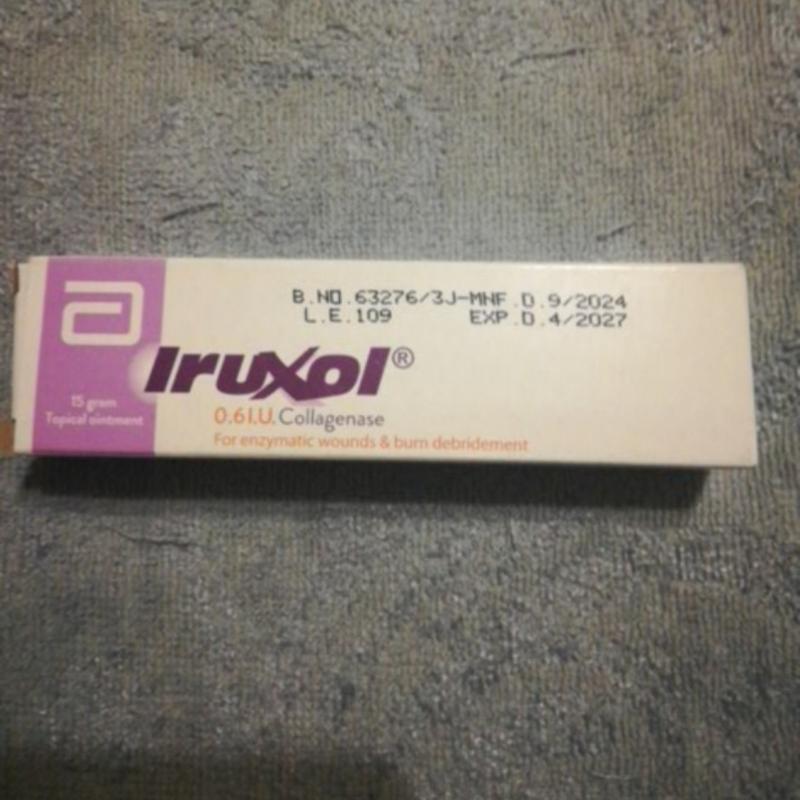 B.NO.63276/3J-MNF.D.9/2024
L.E.109 EXP.D.4/2027
Iruxol®
15 gram
Topical ointment
0.6 I.U. Collagenase
For enzymatic wounds & burn debridement